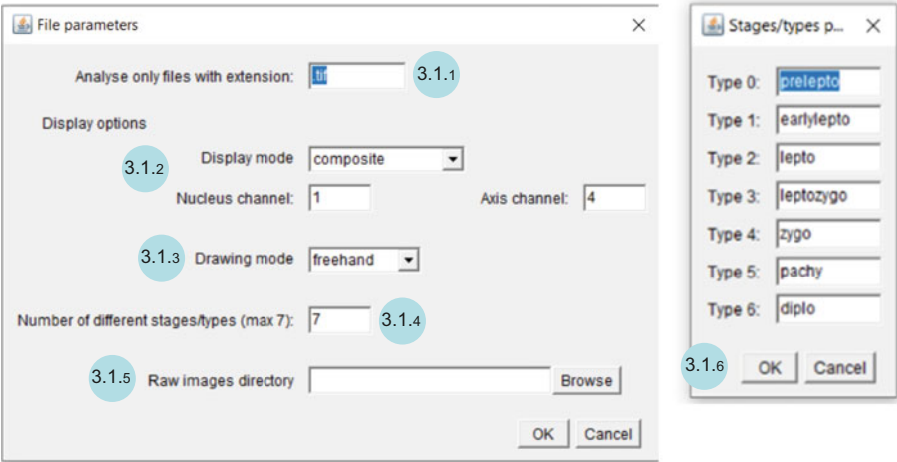 File parameters
Analyse only files with extension: .tif 3.1.1
Display options
3.1.2 Display mode composite
Nucleus channel: 1 Axis channel: 4
3.1.3 Drawing mode freehand
Number of different stages/types (max 7): 7 3.1.4
3.1.5 Raw images directory Browse
OK Cancel
Stages/types p...
Type 0: prelepto
Type 1: earlylepto
Type 2: lepto
Type 3: leptozygo
Type 4: zygo
Type 5: pachy
Type 6: diplo
3.1.6 OK Cancel